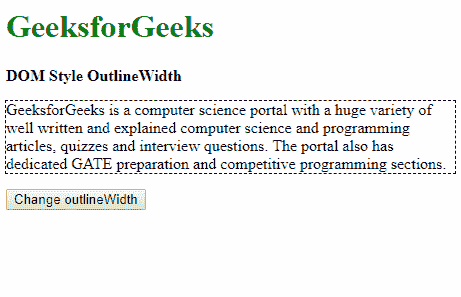 GeeksforGeeks
DOM Style OutlineWidth
GeeksforGeeks is a computer science portal with a huge variety of
well written and explained computer science and programming
articles, quizzes and interview questions. The portal also has
dedicated GATE preparation and competitive programming sections.
Change outlineWidth